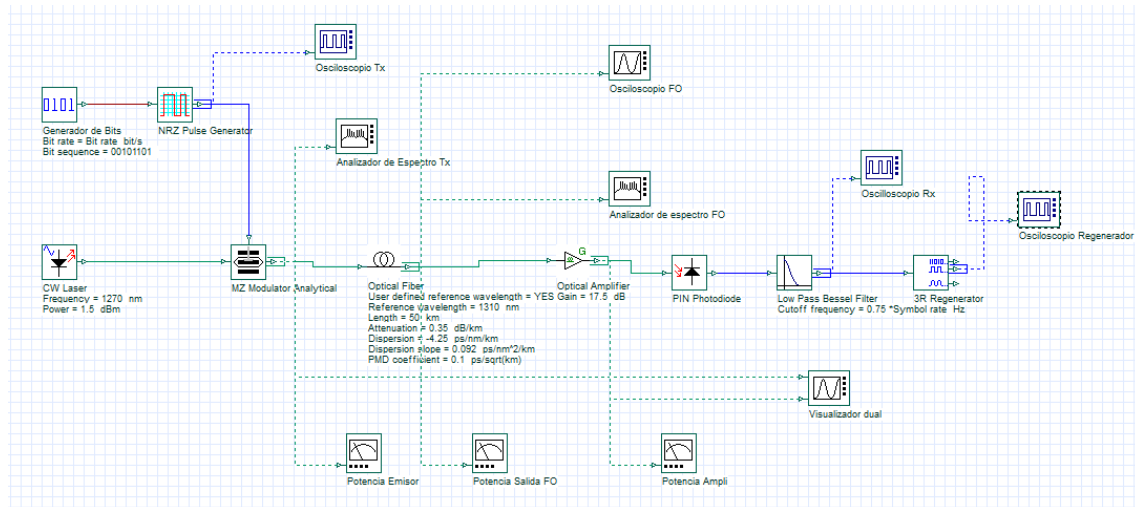 Osciloscopio Tx
Osciloscopio FO
0101
Generador de Bits
Bit rate = Bit rate bit/s
Bit sequence = 00101101
NRZ Pulse Generator
Analizador de Espectro Tx
Osciloscopio Rx
Analizador de espectro FO
Osciloscopio Regenerador
CW Laser
Frequency = 1270 nm
Power = 1.5 dBm
MZ Modulator Analytical
Optical Fiber
User defined reference wavelength = YES
Reference wavelength = 1310 nm
Length = 50 km
Attenuation = 0.35 dB/km
Dispersion = -4.25 ps/nm/km
Dispersion slope = 0.092 ps/nm^2/km
PMD coefficient = 0.1 ps/sqrt(km)
G
Optical Amplifier
Gain = 17.5 dB
PIN Photodiode
Low Pass Bessel Filter
Cutoff frequency = 0.75 *Symbol rate Hz
3R Regenerator
Visualizador dual
Potencia Emisor
Potencia Salida FO
Potencia Ampli